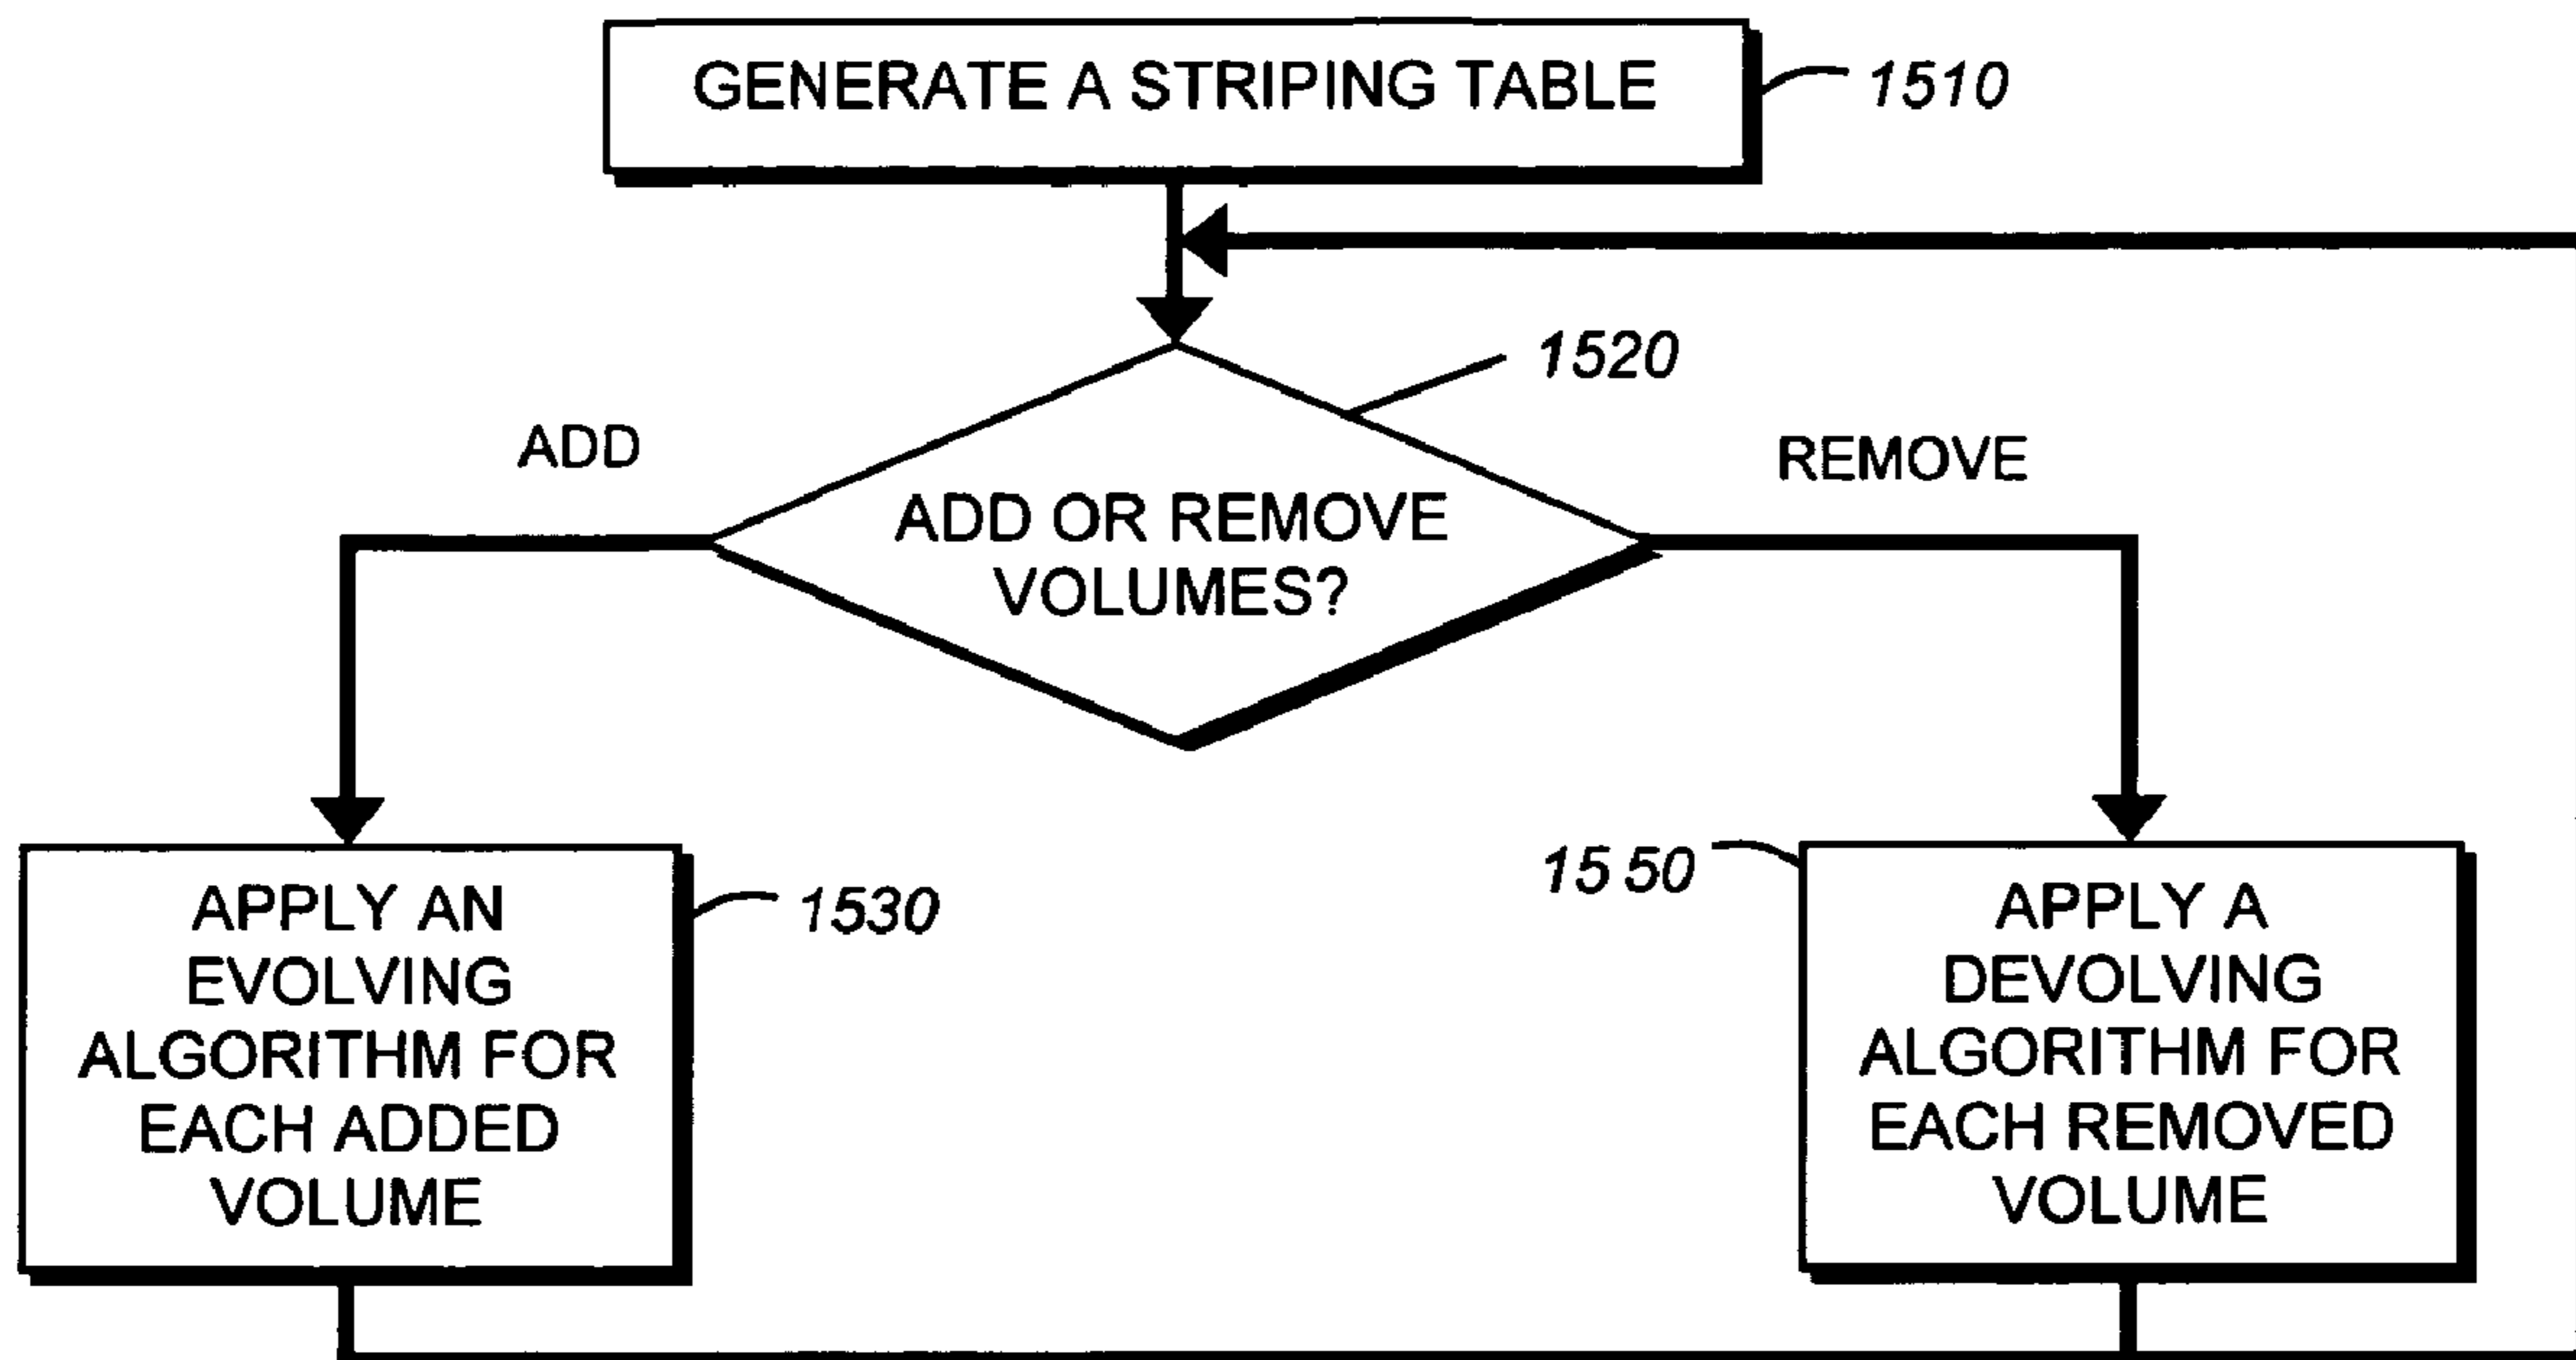 GENERATE A STRIPING TABLE
1510
1520
ADD
REMOVE
ADD OR REMOVE
VOLUMES?
1530
APPLY AN
EVOLVING
ALGORITHM FOR
EACH ADDED
VOLUME
15 50
APPLY A
DEVOLVING
ALGORITHM FOR
EACH REMOVED
VOLUME